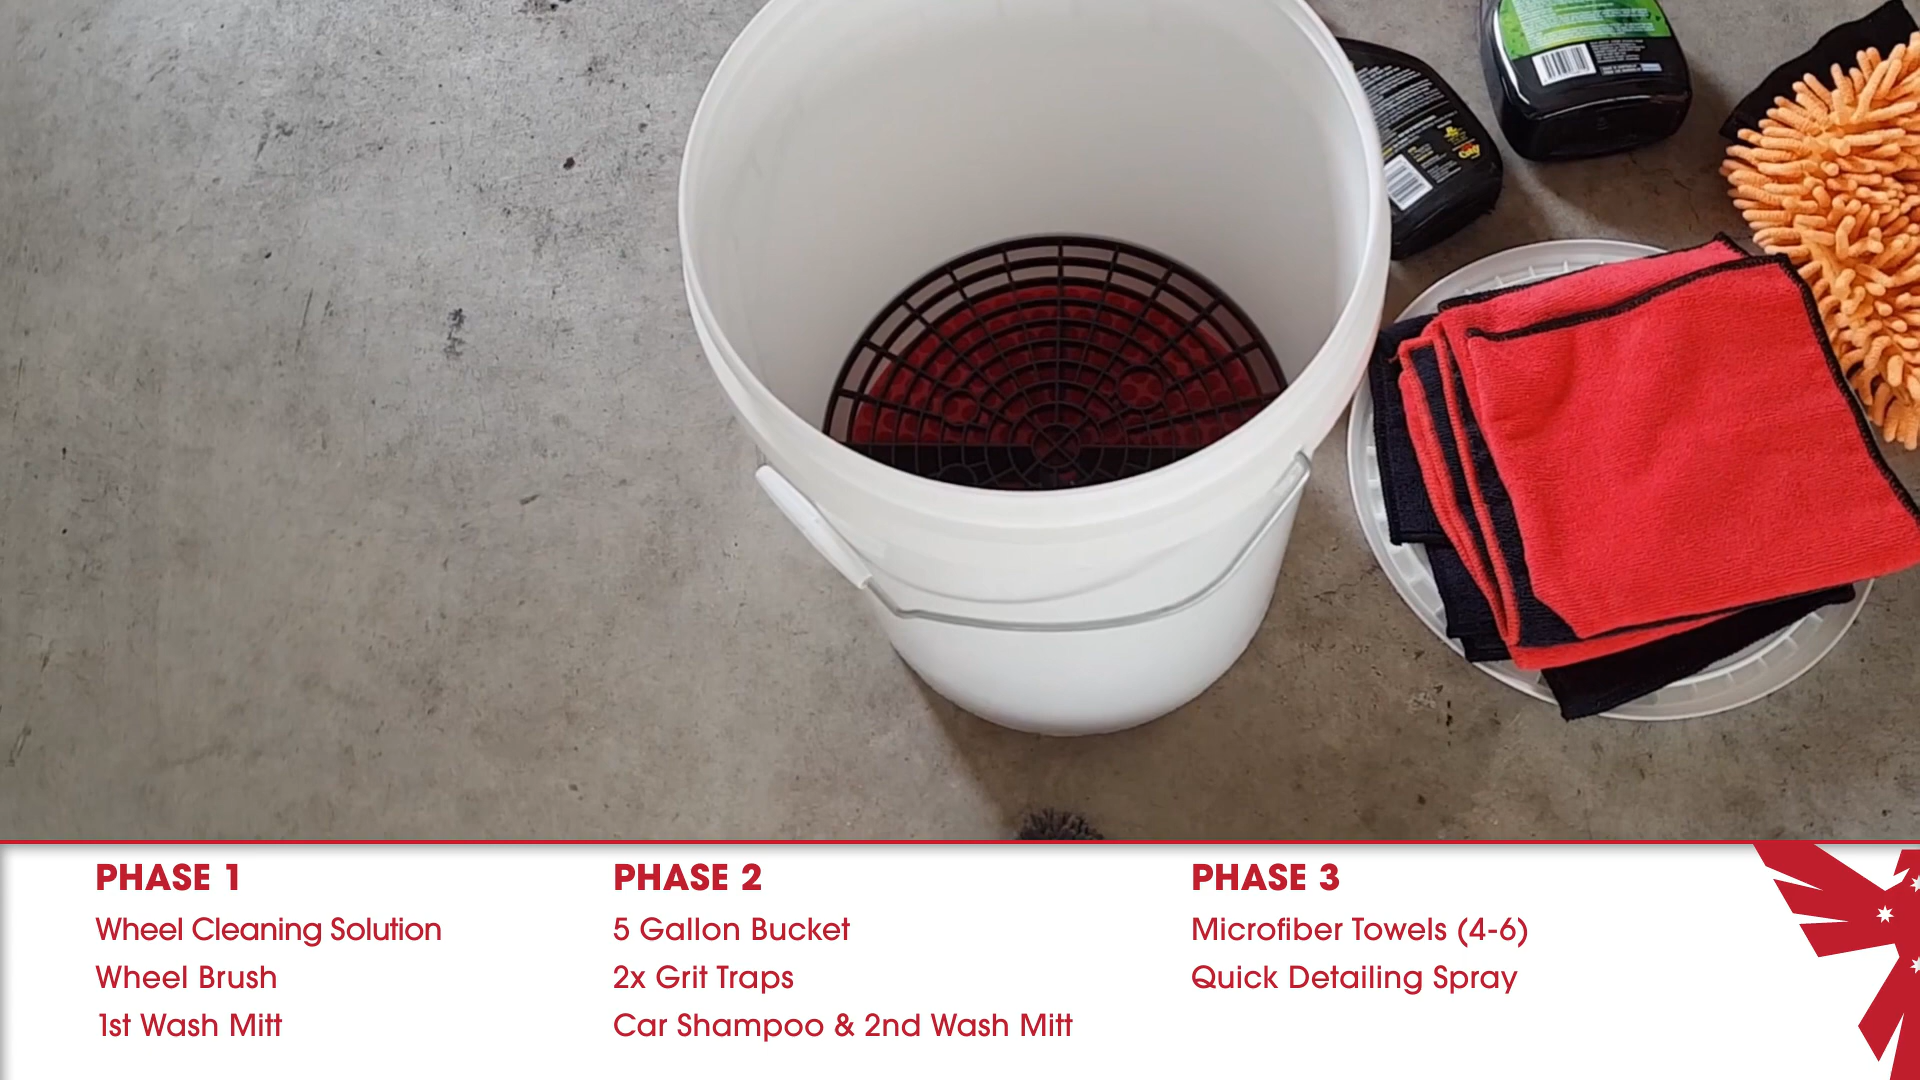 PHASE 1
Wheel Cleaning Solution
Wheel Brush
1st Wash Mitt
PHASE 2
5 Gallon Bucket
2x Grit Traps
Car Shampoo & 2nd Wash Mitt
PHASE 3
Microfiber Towels (4-6)
Quick Detailing Spray